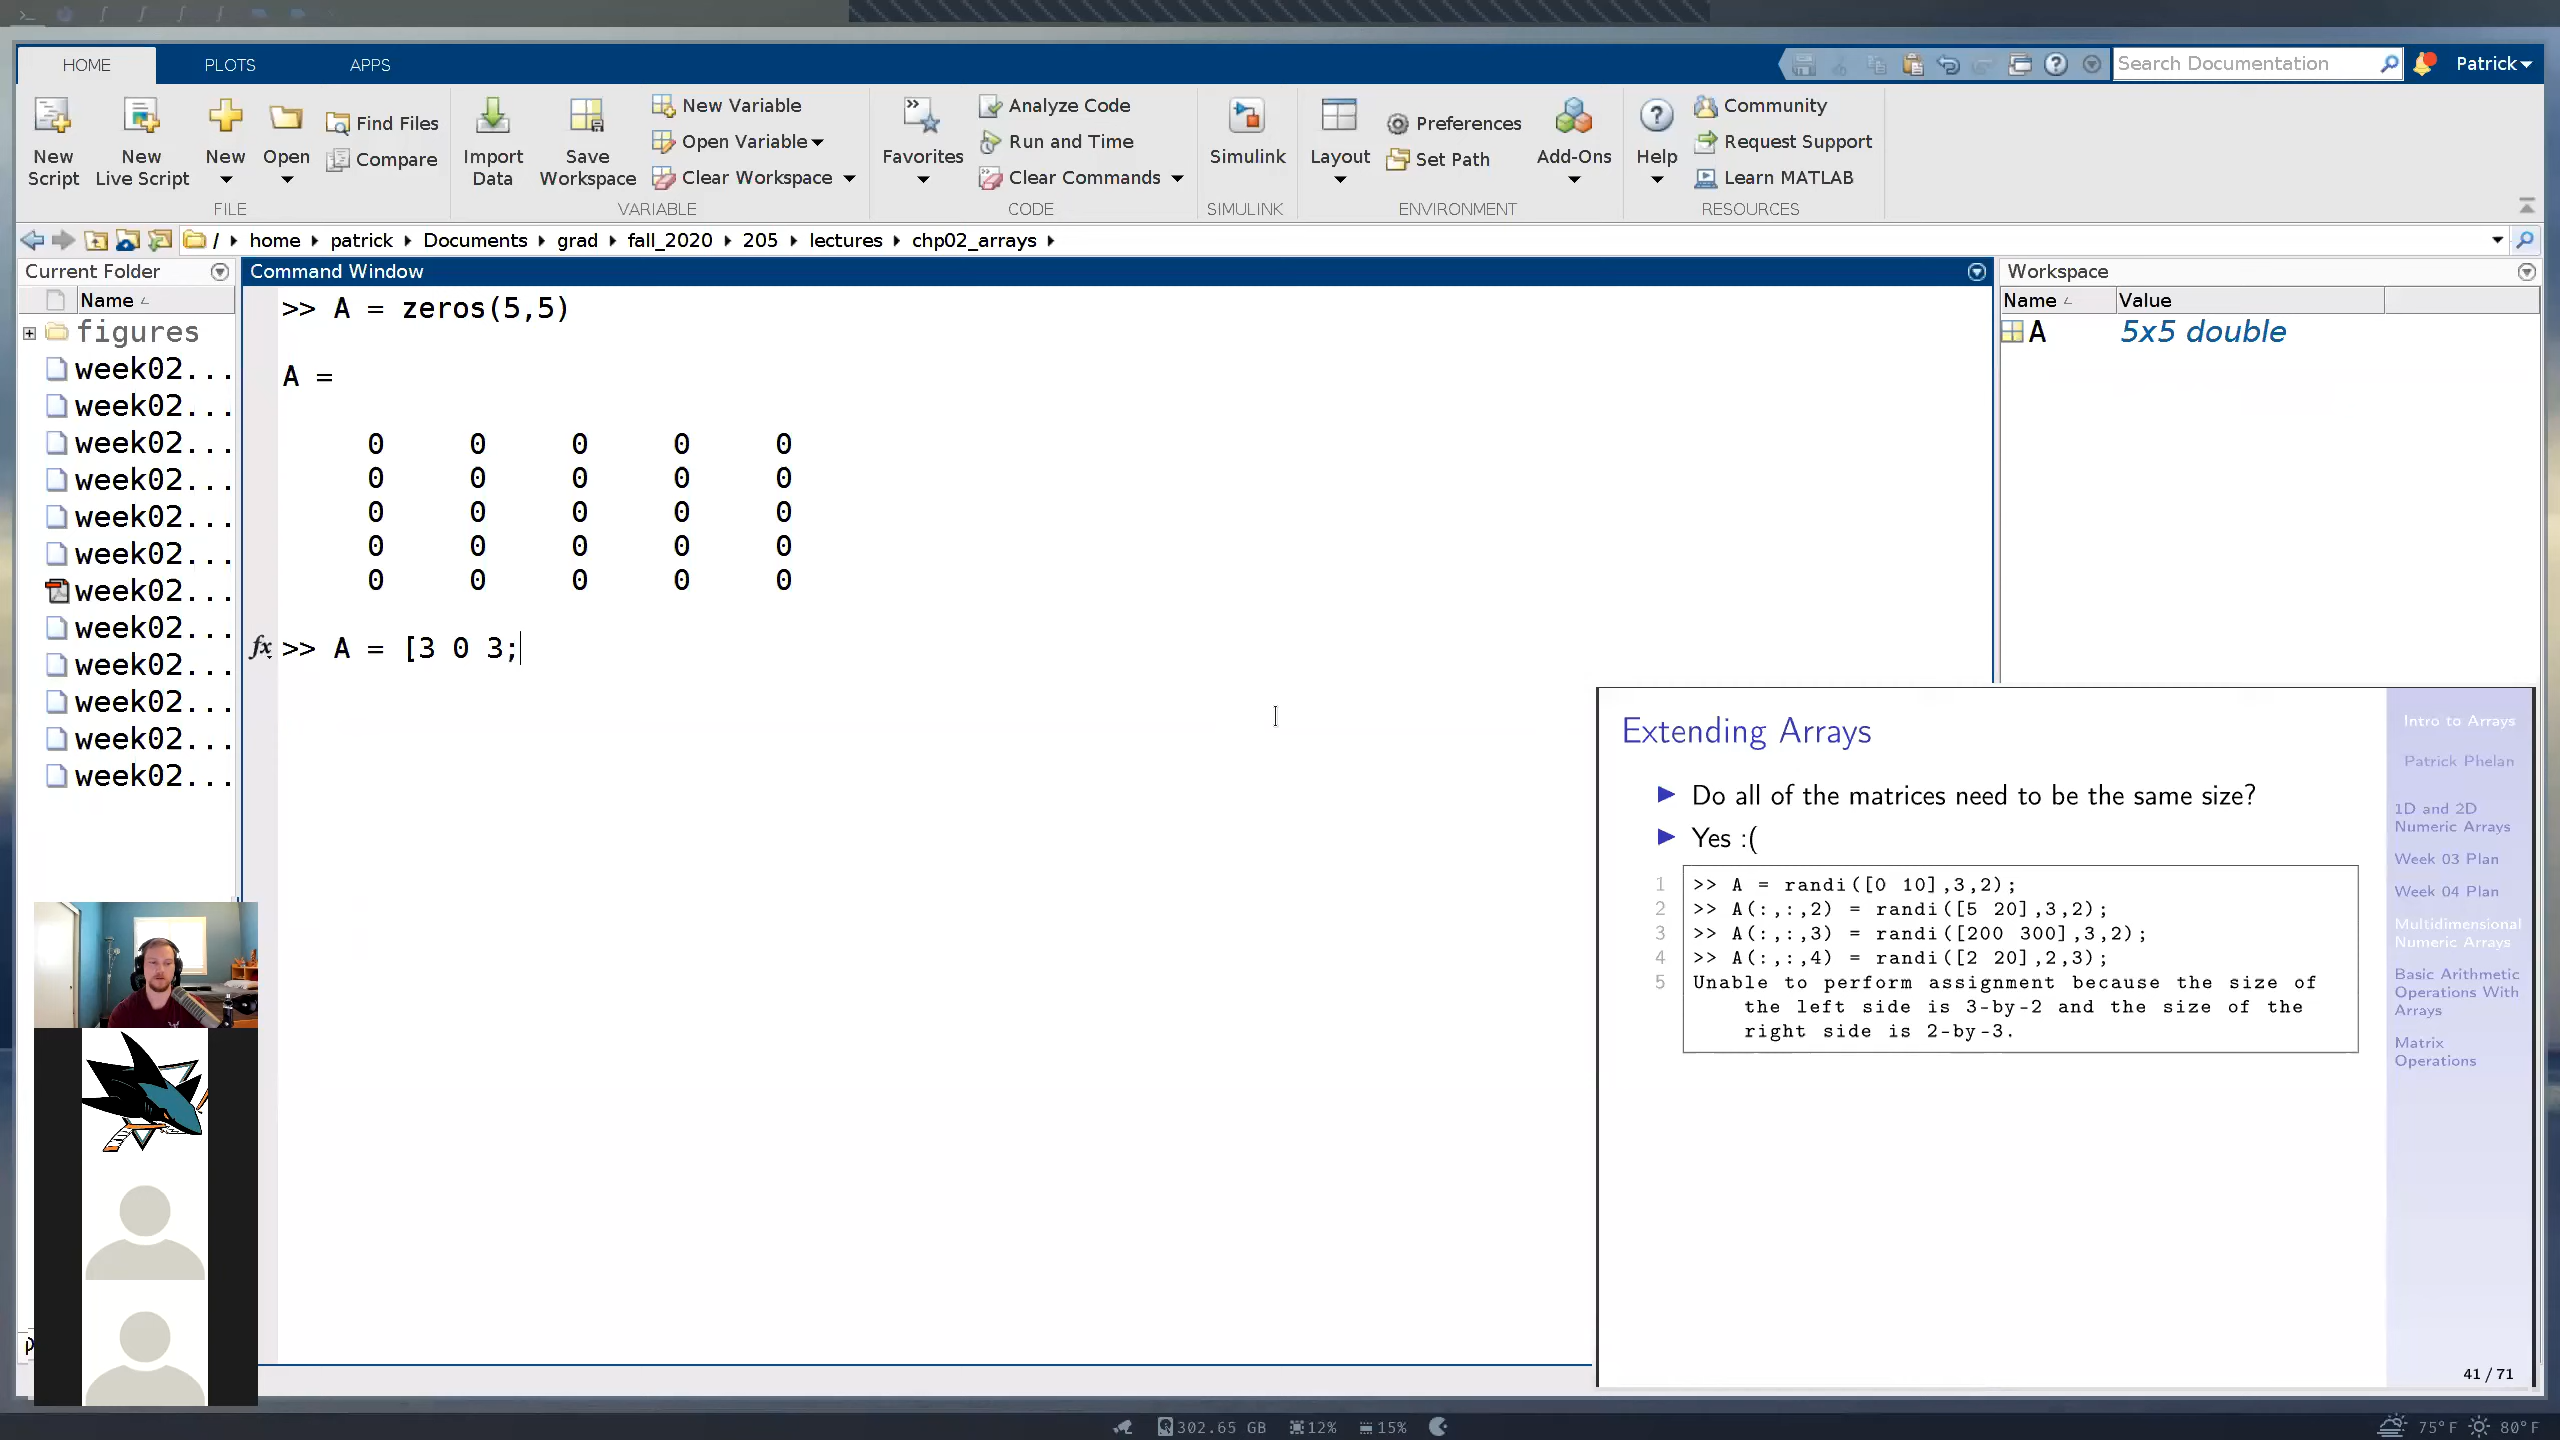 HOME PLOTS APPS
Search Documentation
Patrick
New Script
New Live Script
New
Open
Find Files
Compare
FILE
Import Data
Save Workspace
New Variable
Open Variable
Clear Workspace
VARIABLE
Favorites
Analyze Code
Run and Time
Clear Commands
CODE
Simulink
SIMULINK
Layout
Preferences
Set Path
Add-Ons
ENVIRONMENT
Help
Community
Request Support
Learn MATLAB
RESOURCES
/ home patrick Documents grad fall_2020 205 lectures chp02_arrays
Current Folder
Name
figures
week02...
week02...
week02...
week02...
week02...
week02...
week02...
week02...
week02...
week02...
week02...
week02...
Command Window
>> A = zeros(5,5)
A =
0 0 0 0 0
0 0 0 0 0
0 0 0 0 0
0 0 0 0 0
0 0 0 0 0
fx >> A = [3 0 3;
Workspace
Name Value
A 5x5 double
Extending Arrays
Do all of the matrices need to be the same size?
Yes :(
1 >> A = randi([0 10],3,2);
2 >> A(:,:,2) = randi([5 20],3,2);
3 >> A(:,:,3) = randi([200 300],3,2);
4 >> A(:,:,4) = randi([2 20],2,3);
5 Unable to perform assignment because the size of
the left side is 3-by-2 and the size of the
right side is 2-by-3.
Intro to Arrays
Patrick Phelan
1D and 2D
Numeric Arrays
Week 03 Plan
Week 04 Plan
Multidimensional
Numeric Arrays
Basic Arithmetic
Operations With
Arrays
Matrix
Operations
41 / 71
302.65 GB 12% 15%
75°F 80°F